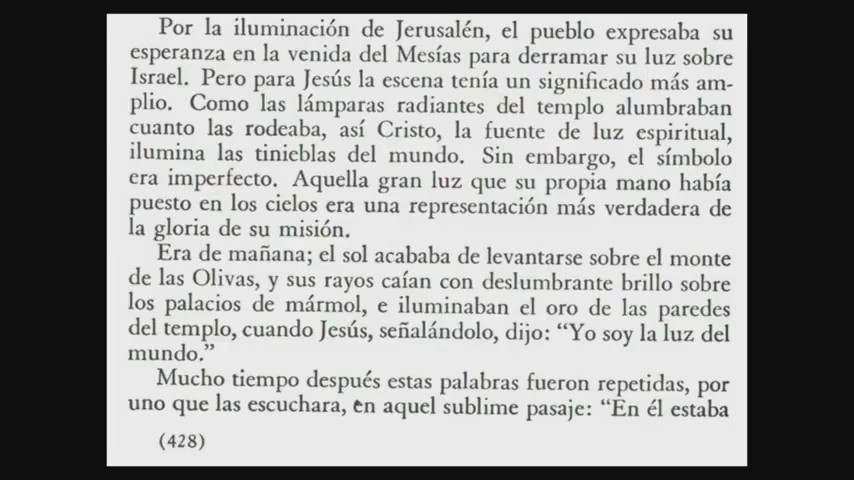 Por la iluminación de Jerusalén, el pueblo expresaba su
esperanza en la venida del Mesías para derramar su luz sobre
Israel. Pero para Jesús la escena tenía un significado más am-
plio. Como las lámparas radiantes del templo alumbraban
cuanto las rodeaba, así Cristo, la fuente de luz espiritual,
ilumina las tinieblas del mundo. Sin embargo, el símbolo
era imperfecto. Aquella gran luz que su propia mano había
puesto en los cielos era una representación más verdadera de
la gloria de su misión.
Era de mañana; el sol acababa de levantarse sobre el monte
de las Olivas, y sus rayos caían con deslumbrante brillo sobre
los palacios de mármol, e iluminaban el oro de las paredes
del templo, cuando Jesús, señalándolo, dijo: “Yo soy la luz del
mundo.”
Mucho tiempo después estas palabras fueron repetidas, por
uno que las escuchara, en aquel sublime pasaje: “En él estaba
(428)